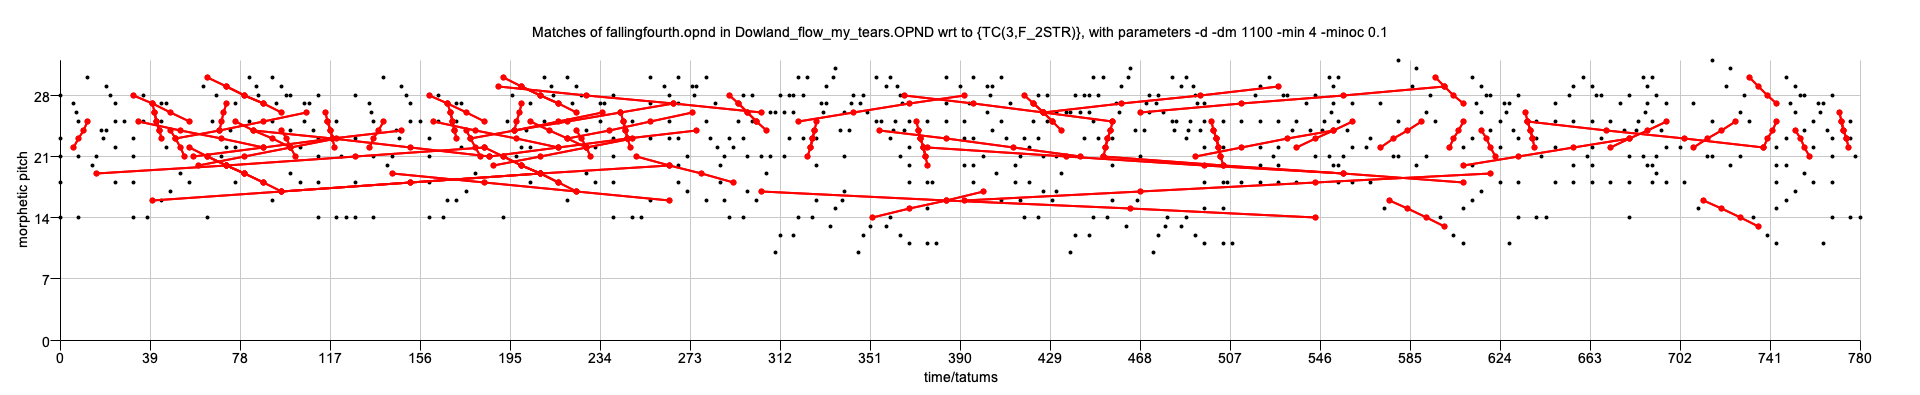 Matches of fallingfourth.opnd in Dowland_flow_my_tears.OPND wrt to {TC(3,F_2STR)}, with parameters -d -dm 1100 -min 4 -minoc 0.1
morphetic pitch
28
21
14
7
0
0 39 78 117 156 195 234 273 312 351 390 429 468 507 546 585 624 663 702 741 780
time/tatums